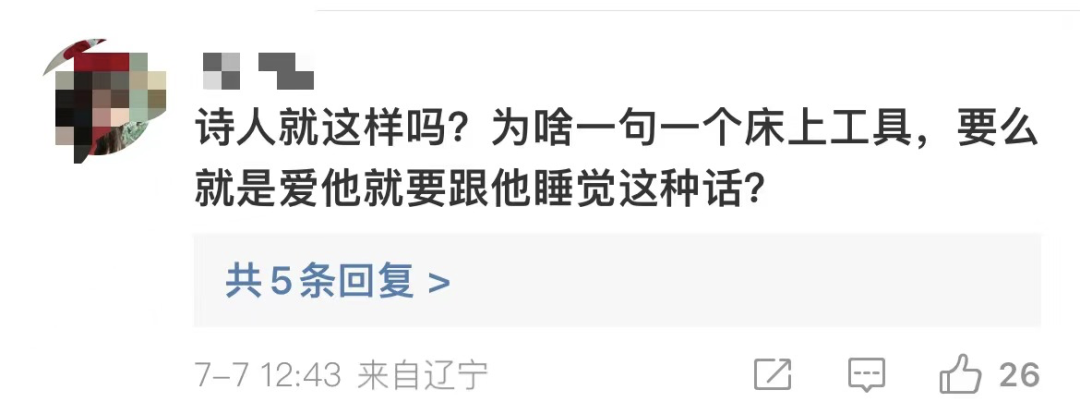 诗人就这样吗？为啥一句一个床上工具，要么
就是爱他就要跟他睡觉这种话？
共5条回复 >
7-7 12:43 来自辽宁
26